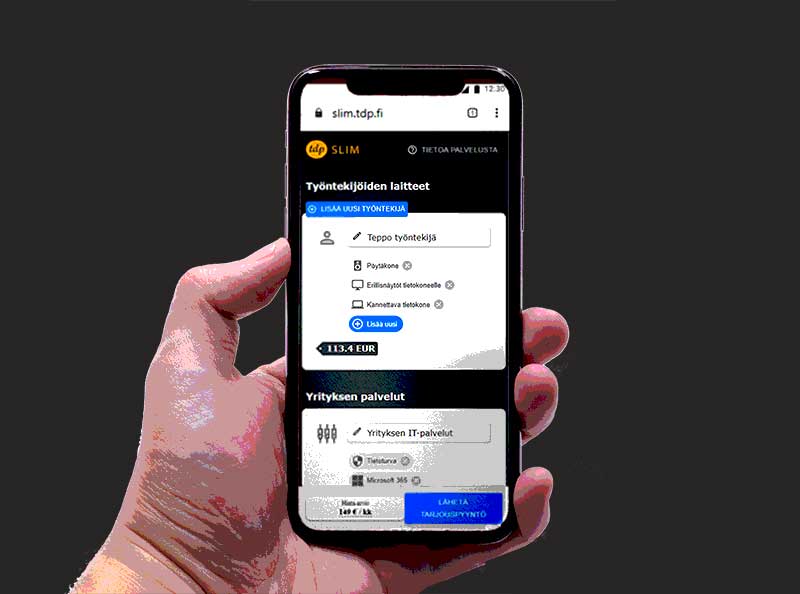 12:30
slim.tdp.fi
tdp SLIM
TIETOA PALVELUSTA
Työntekijöiden laitteet
LISÄÄ UUSI TYÖNTEKIJÄ
Teppo työntekijä
Pöytäkone
Erillisnäytöt tietokoneelle
Kannettava tietokone
Lisää uusi
113.4 EUR
Yrityksen palvelut
Yrityksen IT-palvelut
Tietoturva
Microsoft 365
Hinta-arvio
149 € / kk
LÄHETÄ
TARJOUSPYYNTÖ